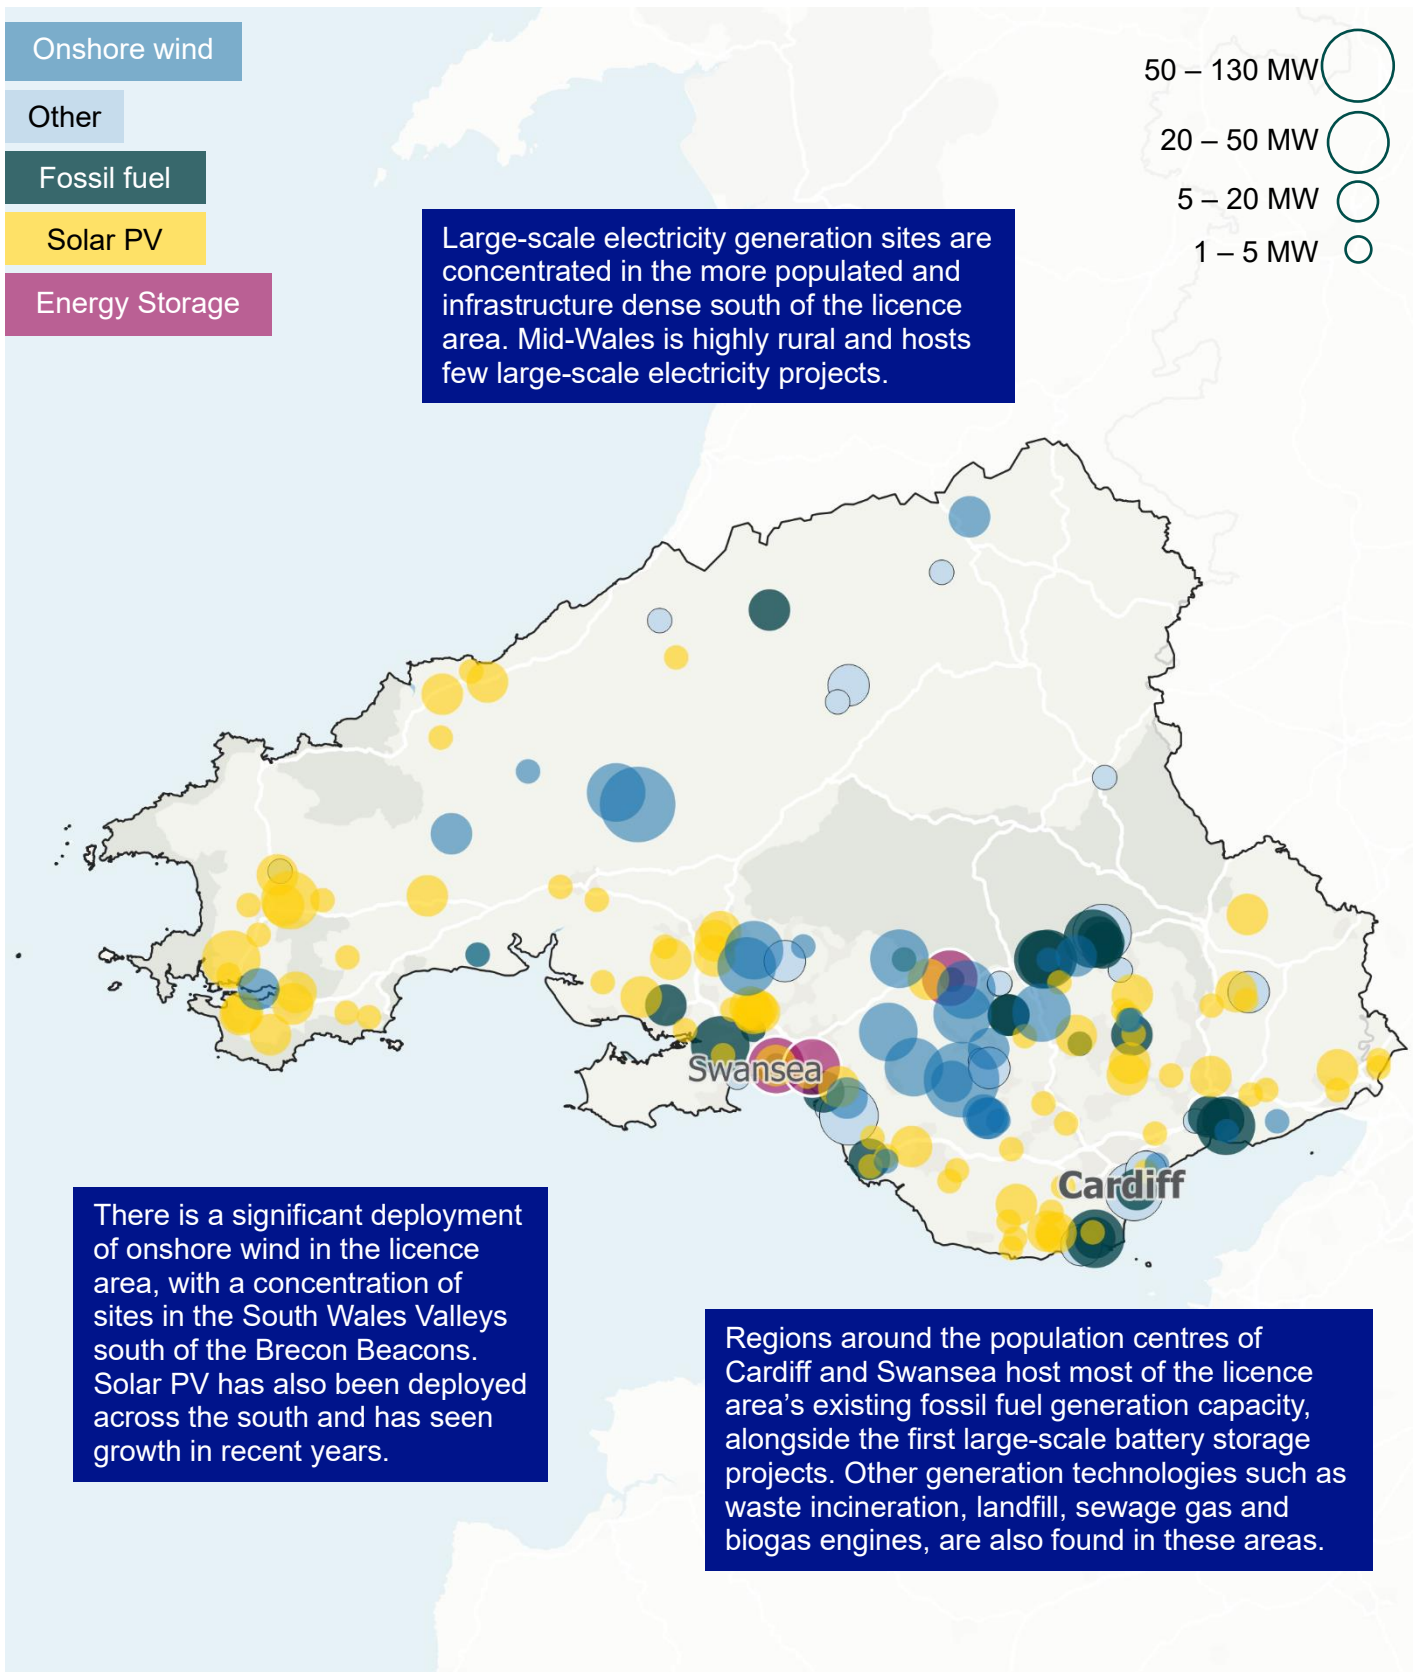 Onshore wind
Other
Fossil fuel
Solar PV
Energy Storage
50 – 130 MW
20 – 50 MW
5 – 20 MW
1 – 5 MW
Large-scale electricity generation sites are
concentrated in the more populated and
infrastructure dense south of the licence
area. Mid-Wales is highly rural and hosts
few large-scale electricity projects.
Swansea
Cardiff
There is a significant deployment
of onshore wind in the licence
area, with a concentration of
sites in the South Wales Valleys
south of the Brecon Beacons.
Solar PV has also been deployed
across the south and has seen
growth in recent years.
Regions around the population centres of
Cardiff and Swansea host most of the licence
area’s existing fossil fuel generation capacity,
alongside the first large-scale battery storage
projects. Other generation technologies such as
waste incineration, landfill, sewage gas and
biogas engines, are also found in these areas.